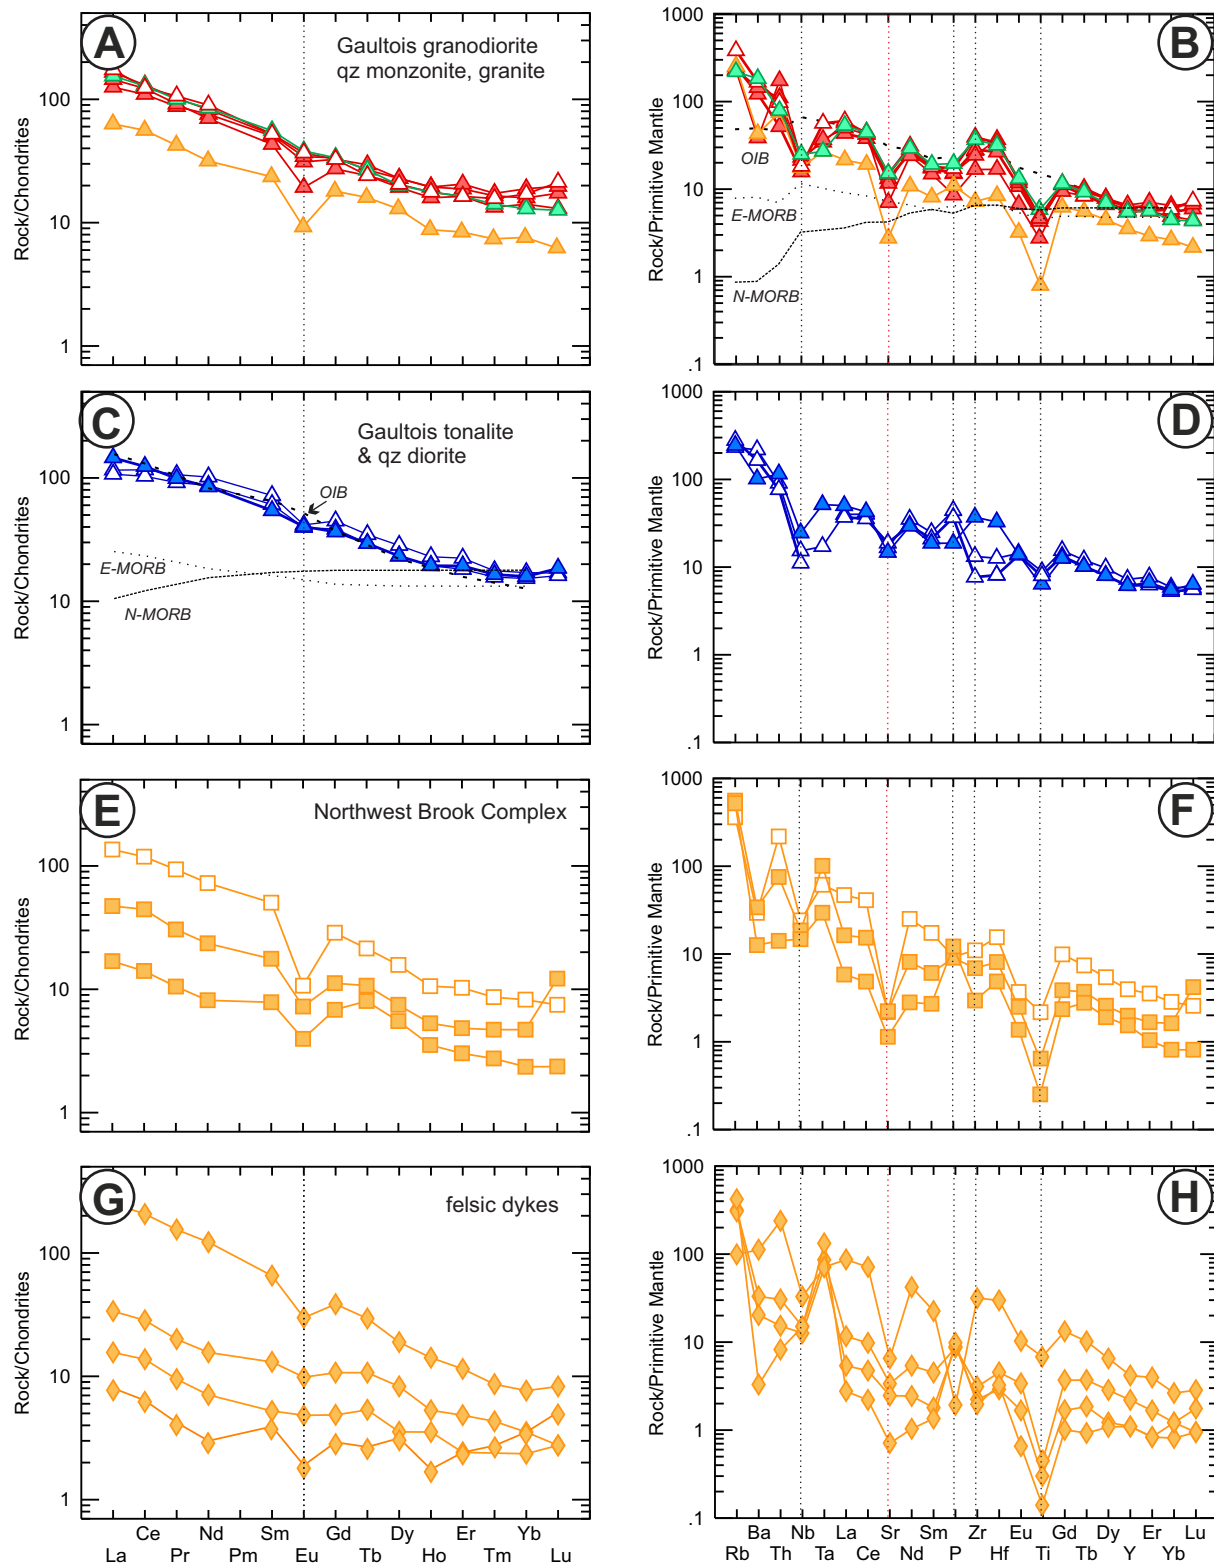 A
Gaultois granodiorite
qz monzonite, granite
Rock/Chondrites
100
10
1
B
Rock/Primitive Mantle
1000
100
10
1
.1
OIB
E-MORB
N-MORB
C
Gaultois tonalite
& qz diorite
Rock/Chondrites
100
10
1
OIB
E-MORB
N-MORB
D
Rock/Primitive Mantle
1000
100
10
1
.1
E
Northwest Brook Complex
Rock/Chondrites
100
10
1
F
Rock/Primitive Mantle
1000
100
10
1
.1
G
felsic dykes
Rock/Chondrites
100
10
1
H
Rock/Primitive Mantle
1000
100
10
1
.1
Ce Nd Sm Gd Dy Er Yb
La Pr Pm Eu Tb Ho Tm Lu
Ba Nb La Sr Sm Zr Eu Gd Dy Er Lu
Rb Th Ta Ce Nd P Hf Ti Tb Y Yb